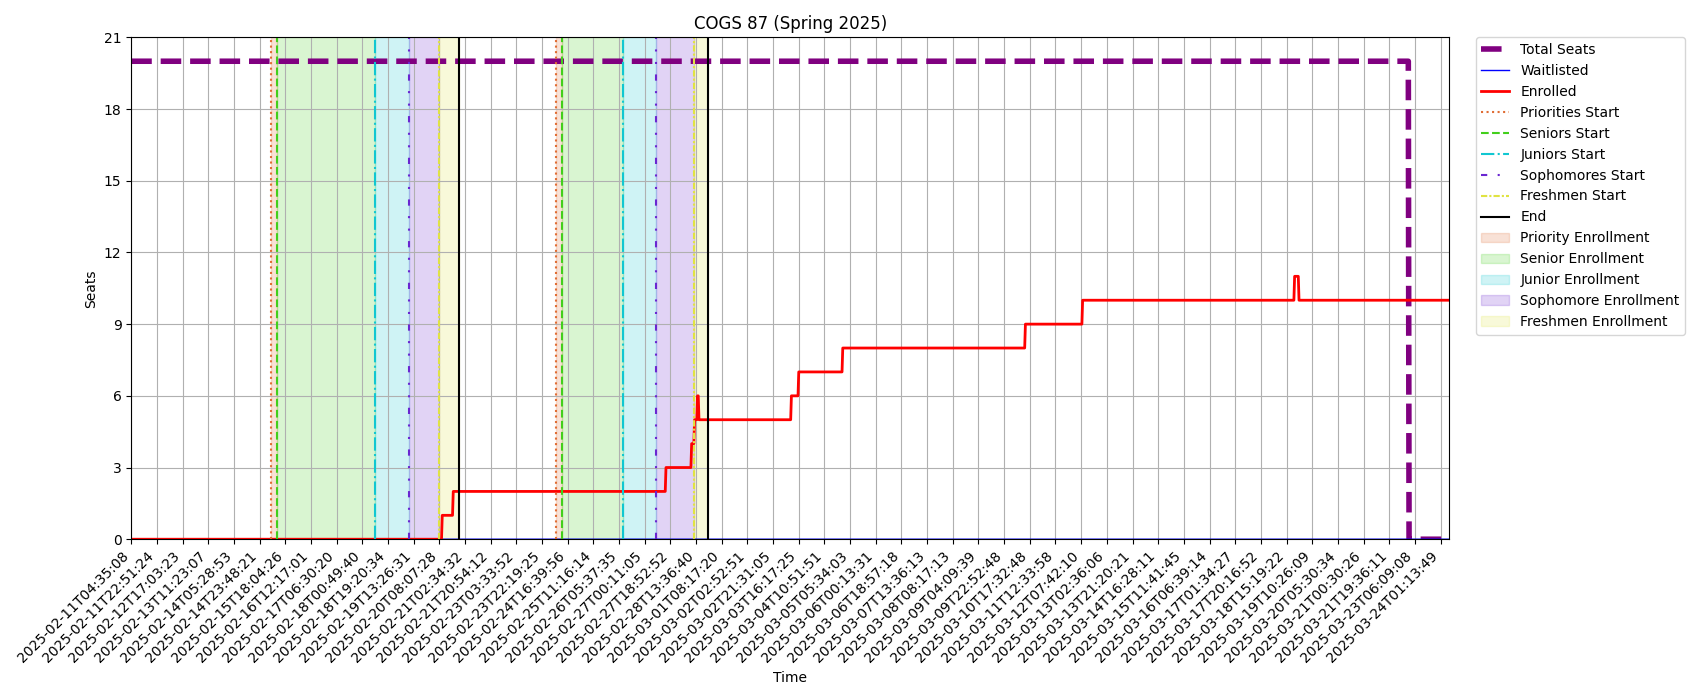 COGS 87 (Spring 2025)
21
18
15
12
9
6
3
0
Seats
2025-02-11T04:35:08
2025-02-11T22:51:24
2025-02-12T17:03:23
2025-02-13T11:23:07
2025-02-14T05:28:53
2025-02-14T23:48:21
2025-02-15T18:04:26
2025-02-16T12:17:01
2025-02-17T06:30:20
2025-02-18T00:49:40
2025-02-18T19:20:34
2025-02-19T13:26:31
2025-02-20T08:07:28
2025-02-21T02:34:32
2025-02-21T20:54:12
2025-02-23T03:33:52
2025-02-23T22:19:25
2025-02-24T16:39:56
2025-02-25T11:16:14
2025-02-26T05:37:35
2025-02-27T00:11:05
2025-02-27T18:52:52
2025-02-28T13:36:40
2025-03-01T08:17:20
2025-03-02T02:52:51
2025-03-02T21:31:05
2025-03-03T16:17:25
2025-03-04T10:51:51
2025-03-05T05:34:03
2025-03-06T00:13:31
2025-03-06T18:57:18
2025-03-07T13:36:13
2025-03-08T08:17:13
2025-03-09T04:09:39
2025-03-09T22:52:48
2025-03-10T17:32:48
2025-03-11T12:33:58
2025-03-12T07:42:10
2025-03-13T02:36:06
2025-03-13T21:20:21
2025-03-14T16:28:11
2025-03-15T11:41:45
2025-03-16T06:39:14
2025-03-17T01:34:27
2025-03-17T20:16:52
2025-03-18T15:19:22
2025-03-19T10:26:09
2025-03-20T05:30:34
2025-03-21T00:30:26
2025-03-21T19:36:11
2025-03-23T06:09:08
2025-03-24T01:13:49
Time
Total Seats
Waitlisted
Enrolled
Priorities Start
Seniors Start
Juniors Start
Sophomores Start
Freshmen Start
End
Priority Enrollment
Senior Enrollment
Junior Enrollment
Sophomore Enrollment
Freshmen Enrollment